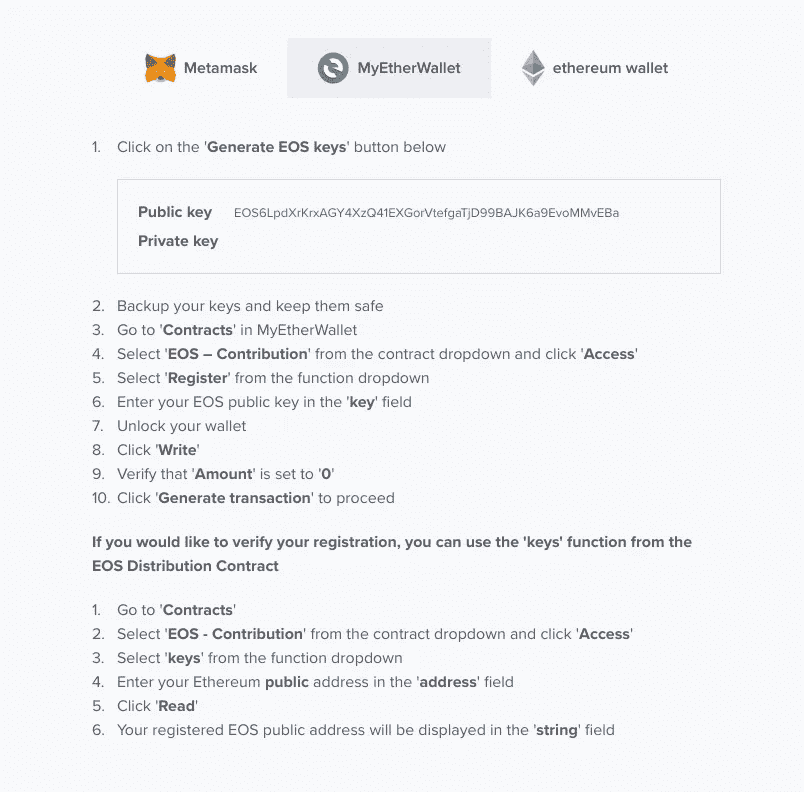 Metamask MyEtherWallet ethereum wallet
1. Click on the 'Generate EOS keys' button below
Public key EOS6LpdXrKrxAGY4XzQ41EXGorVtefgaTjD99BAJK6a9EvoMMvEBa
Private key
2. Backup your keys and keep them safe
3. Go to 'Contracts' in MyEtherWallet
4. Select 'EOS – Contribution' from the contract dropdown and click 'Access'
5. Select 'Register' from the function dropdown
6. Enter your EOS public key in the 'key' field
7. Unlock your wallet
8. Click 'Write'
9. Verify that 'Amount' is set to '0'
10. Click 'Generate transaction' to proceed
If you would like to verify your registration, you can use the 'keys' function from the
EOS Distribution Contract
1. Go to 'Contracts'
2. Select 'EOS - Contribution' from the contract dropdown and click 'Access'
3. Select 'keys' from the function dropdown
4. Enter your Ethereum public address in the 'address' field
5. Click 'Read'
6. Your registered EOS public address will be displayed in the 'string' field